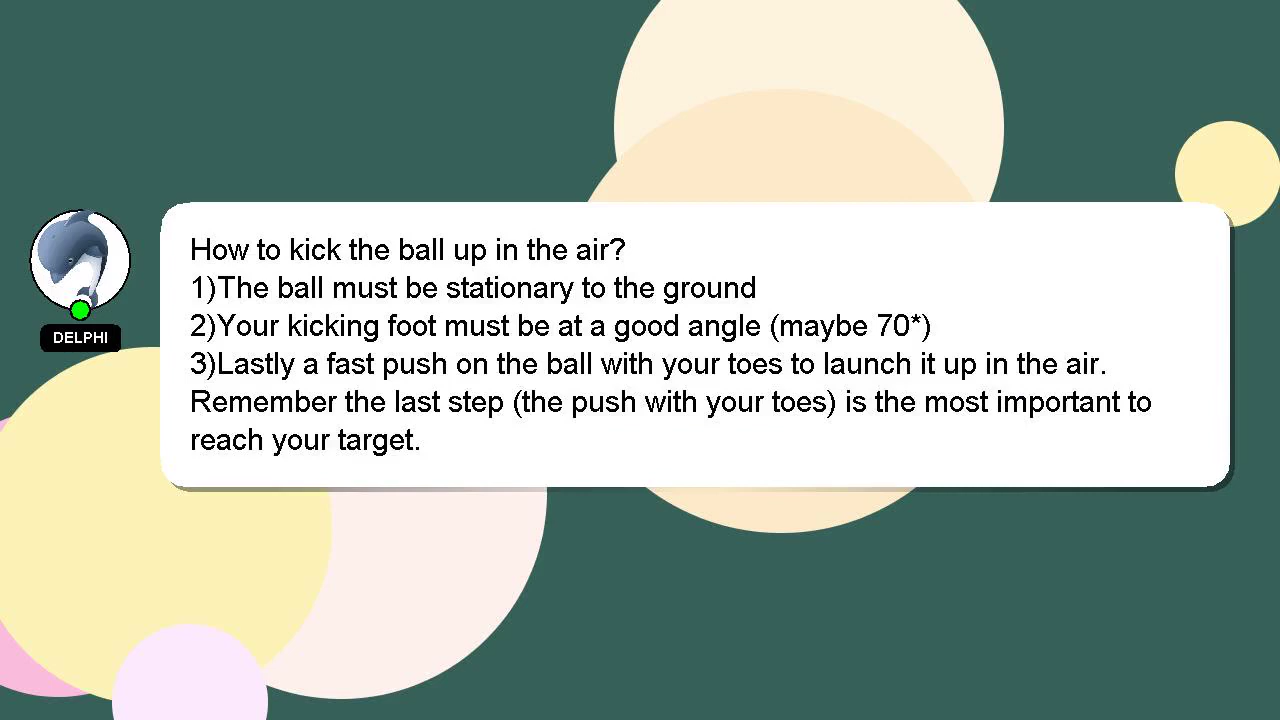 How to kick the ball up in the air?
1)The ball must be stationary to the ground
2)Your kicking foot must be at a good angle (maybe 70*)
3)Lastly a fast push on the ball with your toes to launch it up in the air.
Remember the last step (the push with your toes) is the most important to
reach your target.
DELPHI